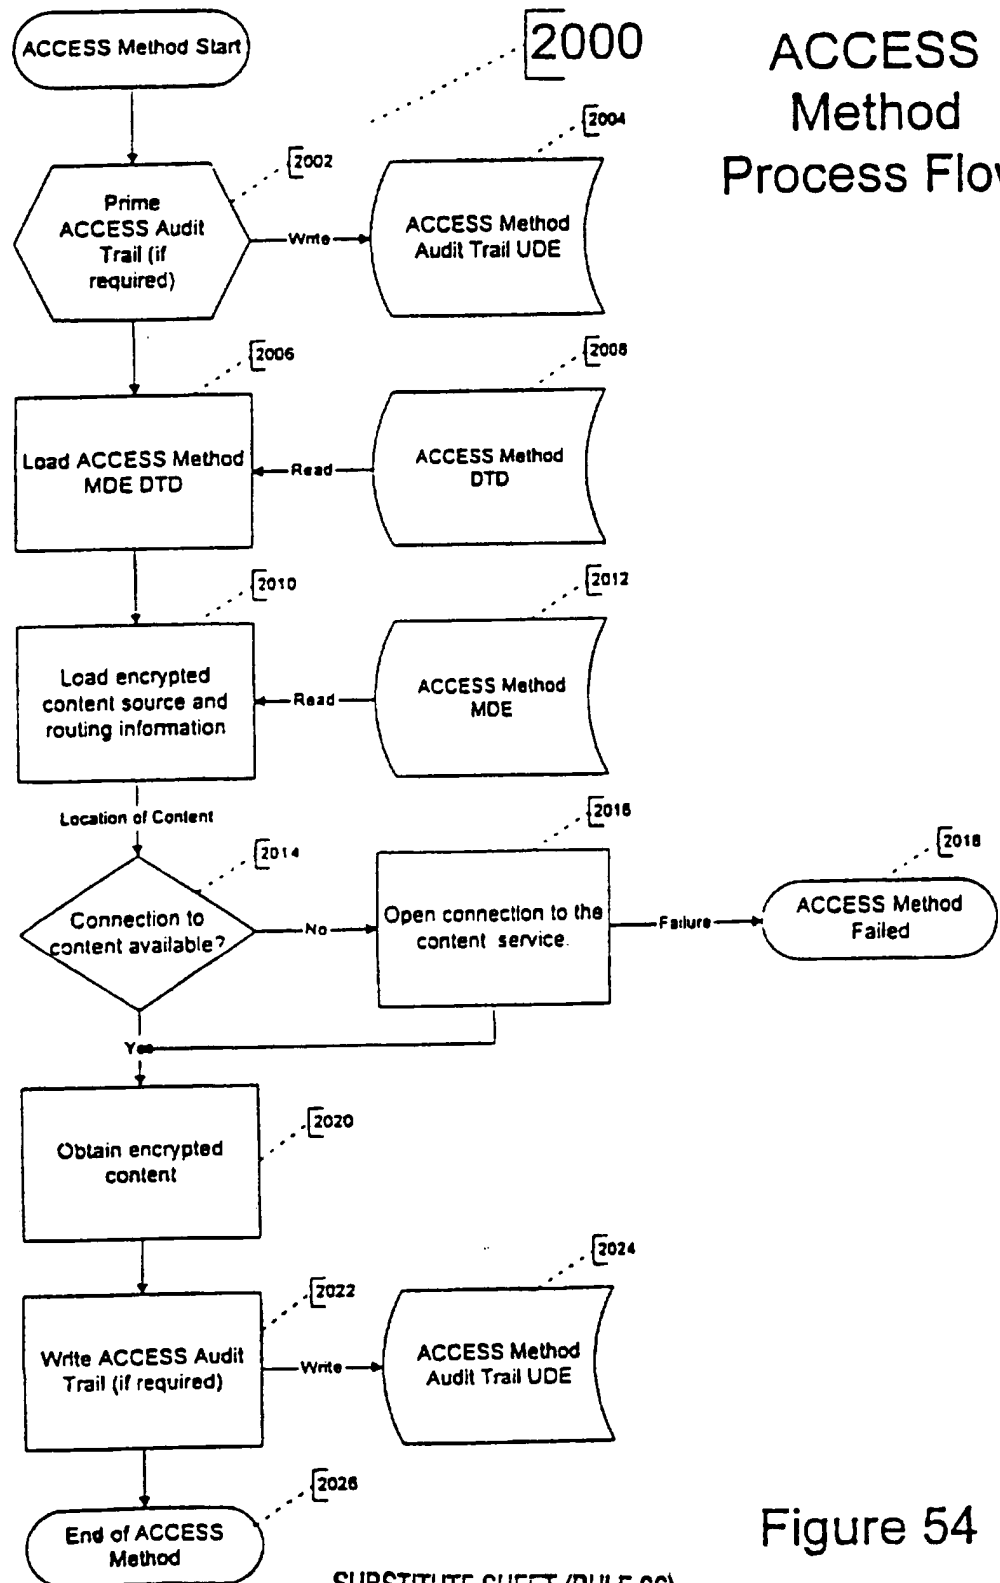 ACCESS Method Start
2000
ACCESS
Method
Process Flow
2002
2004
Prime
ACCESS Audit
Trail (if
required)
Write
ACCESS Method
Audit Trail UDE
2006
2008
Load ACCESS Method
MDE DTD
Read
ACCESS Method
DTD
2010
2012
Load encrypted
content source and
routing information
Read
ACCESS Method
MDE
Location of Content
2014
2016
2018
Connection to
content available?
No
Open connection to the
content service.
Failure
ACCESS Method
Failed
2020
Obtain encrypted
content
2022
2024
Write ACCESS Audit
Trail (if required)
Write
ACCESS Method
Audit Trail UDE
2026
End of ACCESS
Method
Figure 54
SUBSTITUTE SHEET (RULE 26)